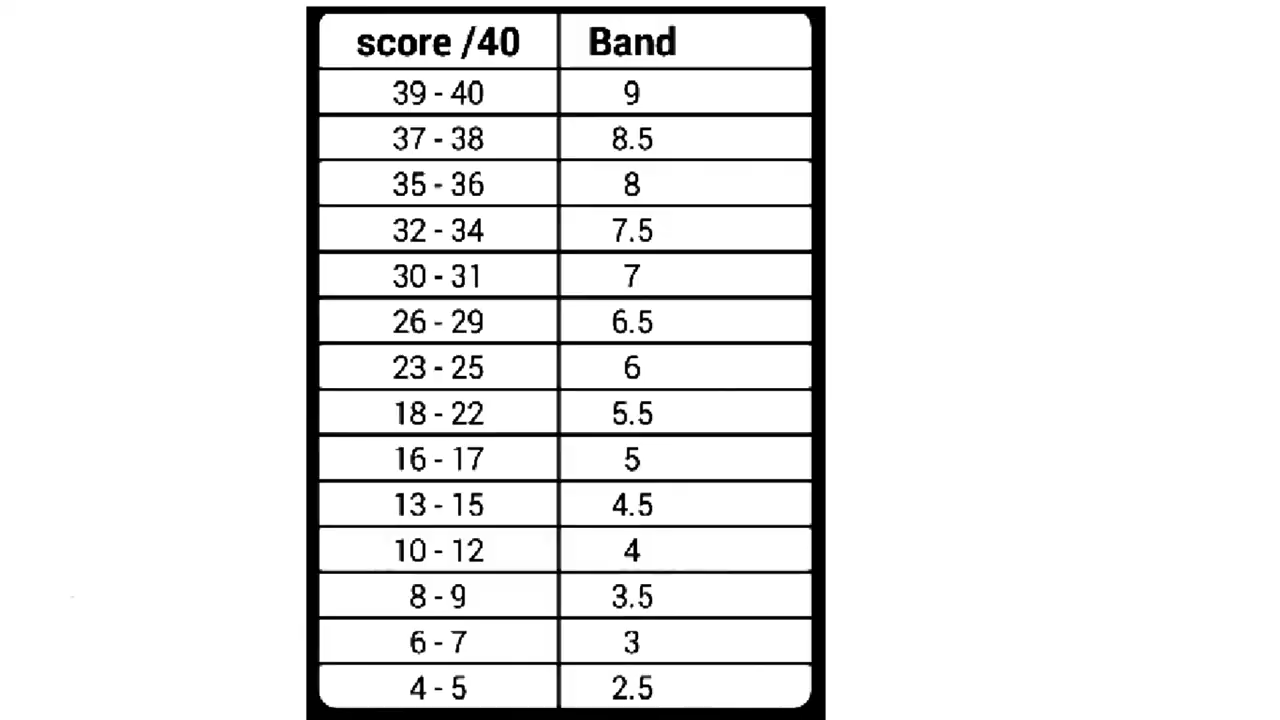 score /40 Band
39 - 40 9
37 - 38 8.5
35 - 36 8
32 - 34 7.5
30 - 31 7
26 - 29 6.5
23 - 25 6
18 - 22 5.5
16 - 17 5
13 - 15 4.5
10 - 12 4
8 - 9 3.5
6 - 7 3
4 - 5 2.5